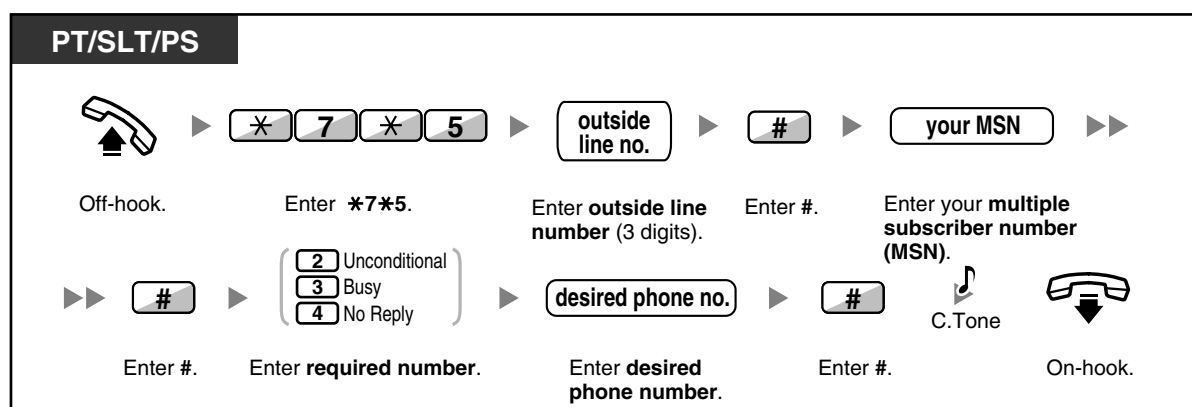 PT/SLT/PS
✳ 7 ✳ 5
outside
line no.
#
your MSN
Off-hook.
Enter ✳7✳5.
Enter outside line
number (3 digits).
Enter #.
Enter your multiple
subscriber number
(MSN).
#
2 Unconditional
3 Busy
4 No Reply
desired phone no.
#
C.Tone
Enter #.
Enter required number.
Enter desired
phone number.
Enter #.
On-hook.